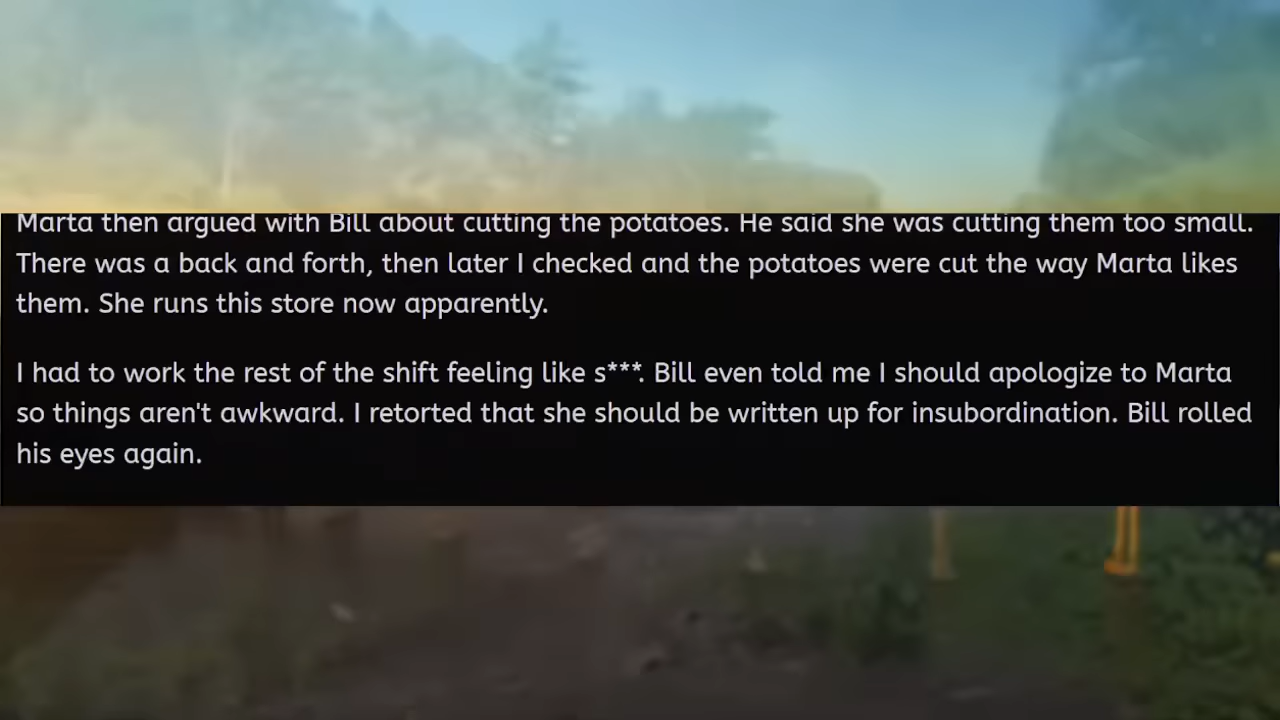 Marta then argued with Bill about cutting the potatoes. He said she was cutting them too small.
There was a back and forth, then later I checked and the potatoes were cut the way Marta likes
them. She runs this store now apparently.
I had to work the rest of the shift feeling like s***. Bill even told me I should apologize to Marta
so things aren't awkward. I retorted that she should be written up for insubordination. Bill rolled
his eyes again.